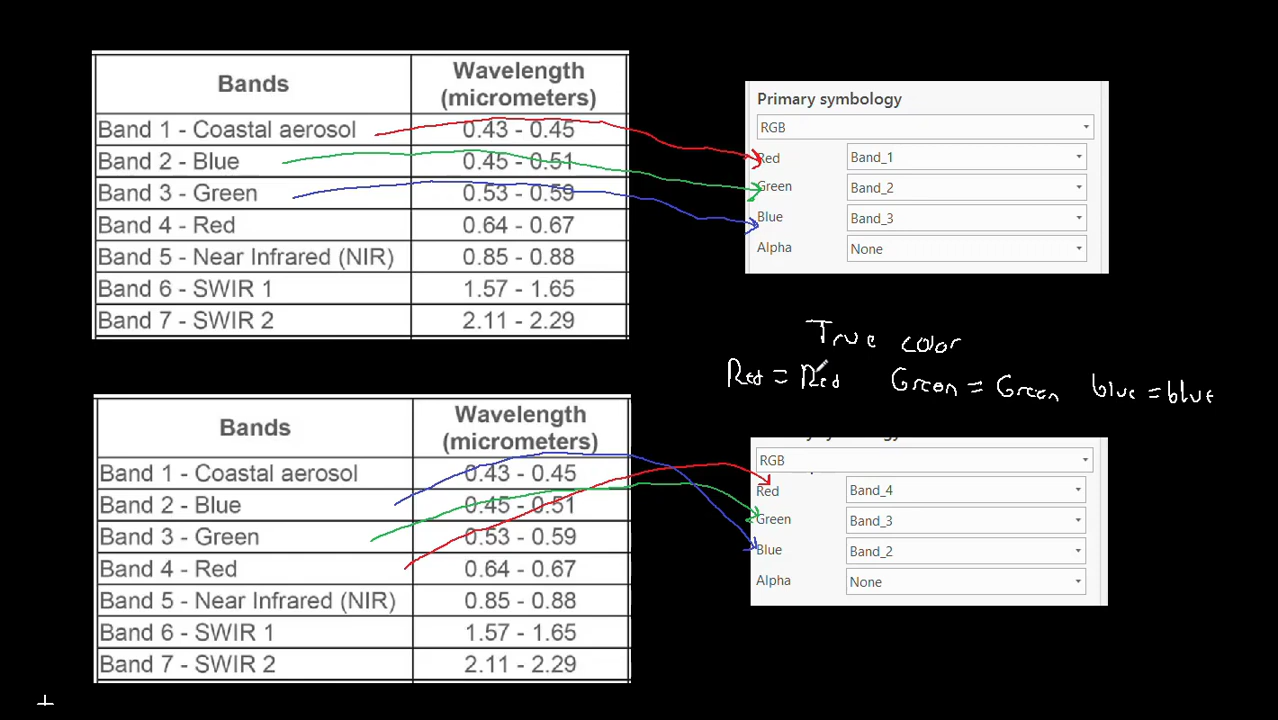 Bands Wavelength
(micrometers)
Band 1 - Coastal aerosol 0.43 - 0.45
Band 2 - Blue 0.45 - 0.51
Band 3 - Green 0.53 - 0.59
Band 4 - Red 0.64 - 0.67
Band 5 - Near Infrared (NIR) 0.85 - 0.88
Band 6 - SWIR 1 1.57 - 1.65
Band 7 - SWIR 2 2.11 - 2.29
Primary symbology
RGB
Red Band_1
Green Band_2
Blue Band_3
Alpha None
True color
Red = Red Green = Green blue = blue
Bands Wavelength
(micrometers)
Band 1 - Coastal aerosol 0.43 - 0.45
Band 2 - Blue 0.45 - 0.51
Band 3 - Green 0.53 - 0.59
Band 4 - Red 0.64 - 0.67
Band 5 - Near Infrared (NIR) 0.85 - 0.88
Band 6 - SWIR 1 1.57 - 1.65
Band 7 - SWIR 2 2.11 - 2.29
RGB
Red Band_4
Green Band_3
Blue Band_2
Alpha None